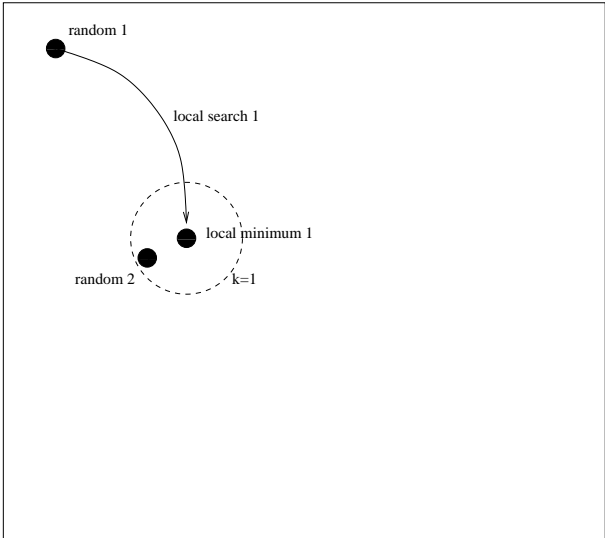 random 1
local search 1
local minimum 1
random 2
k=1